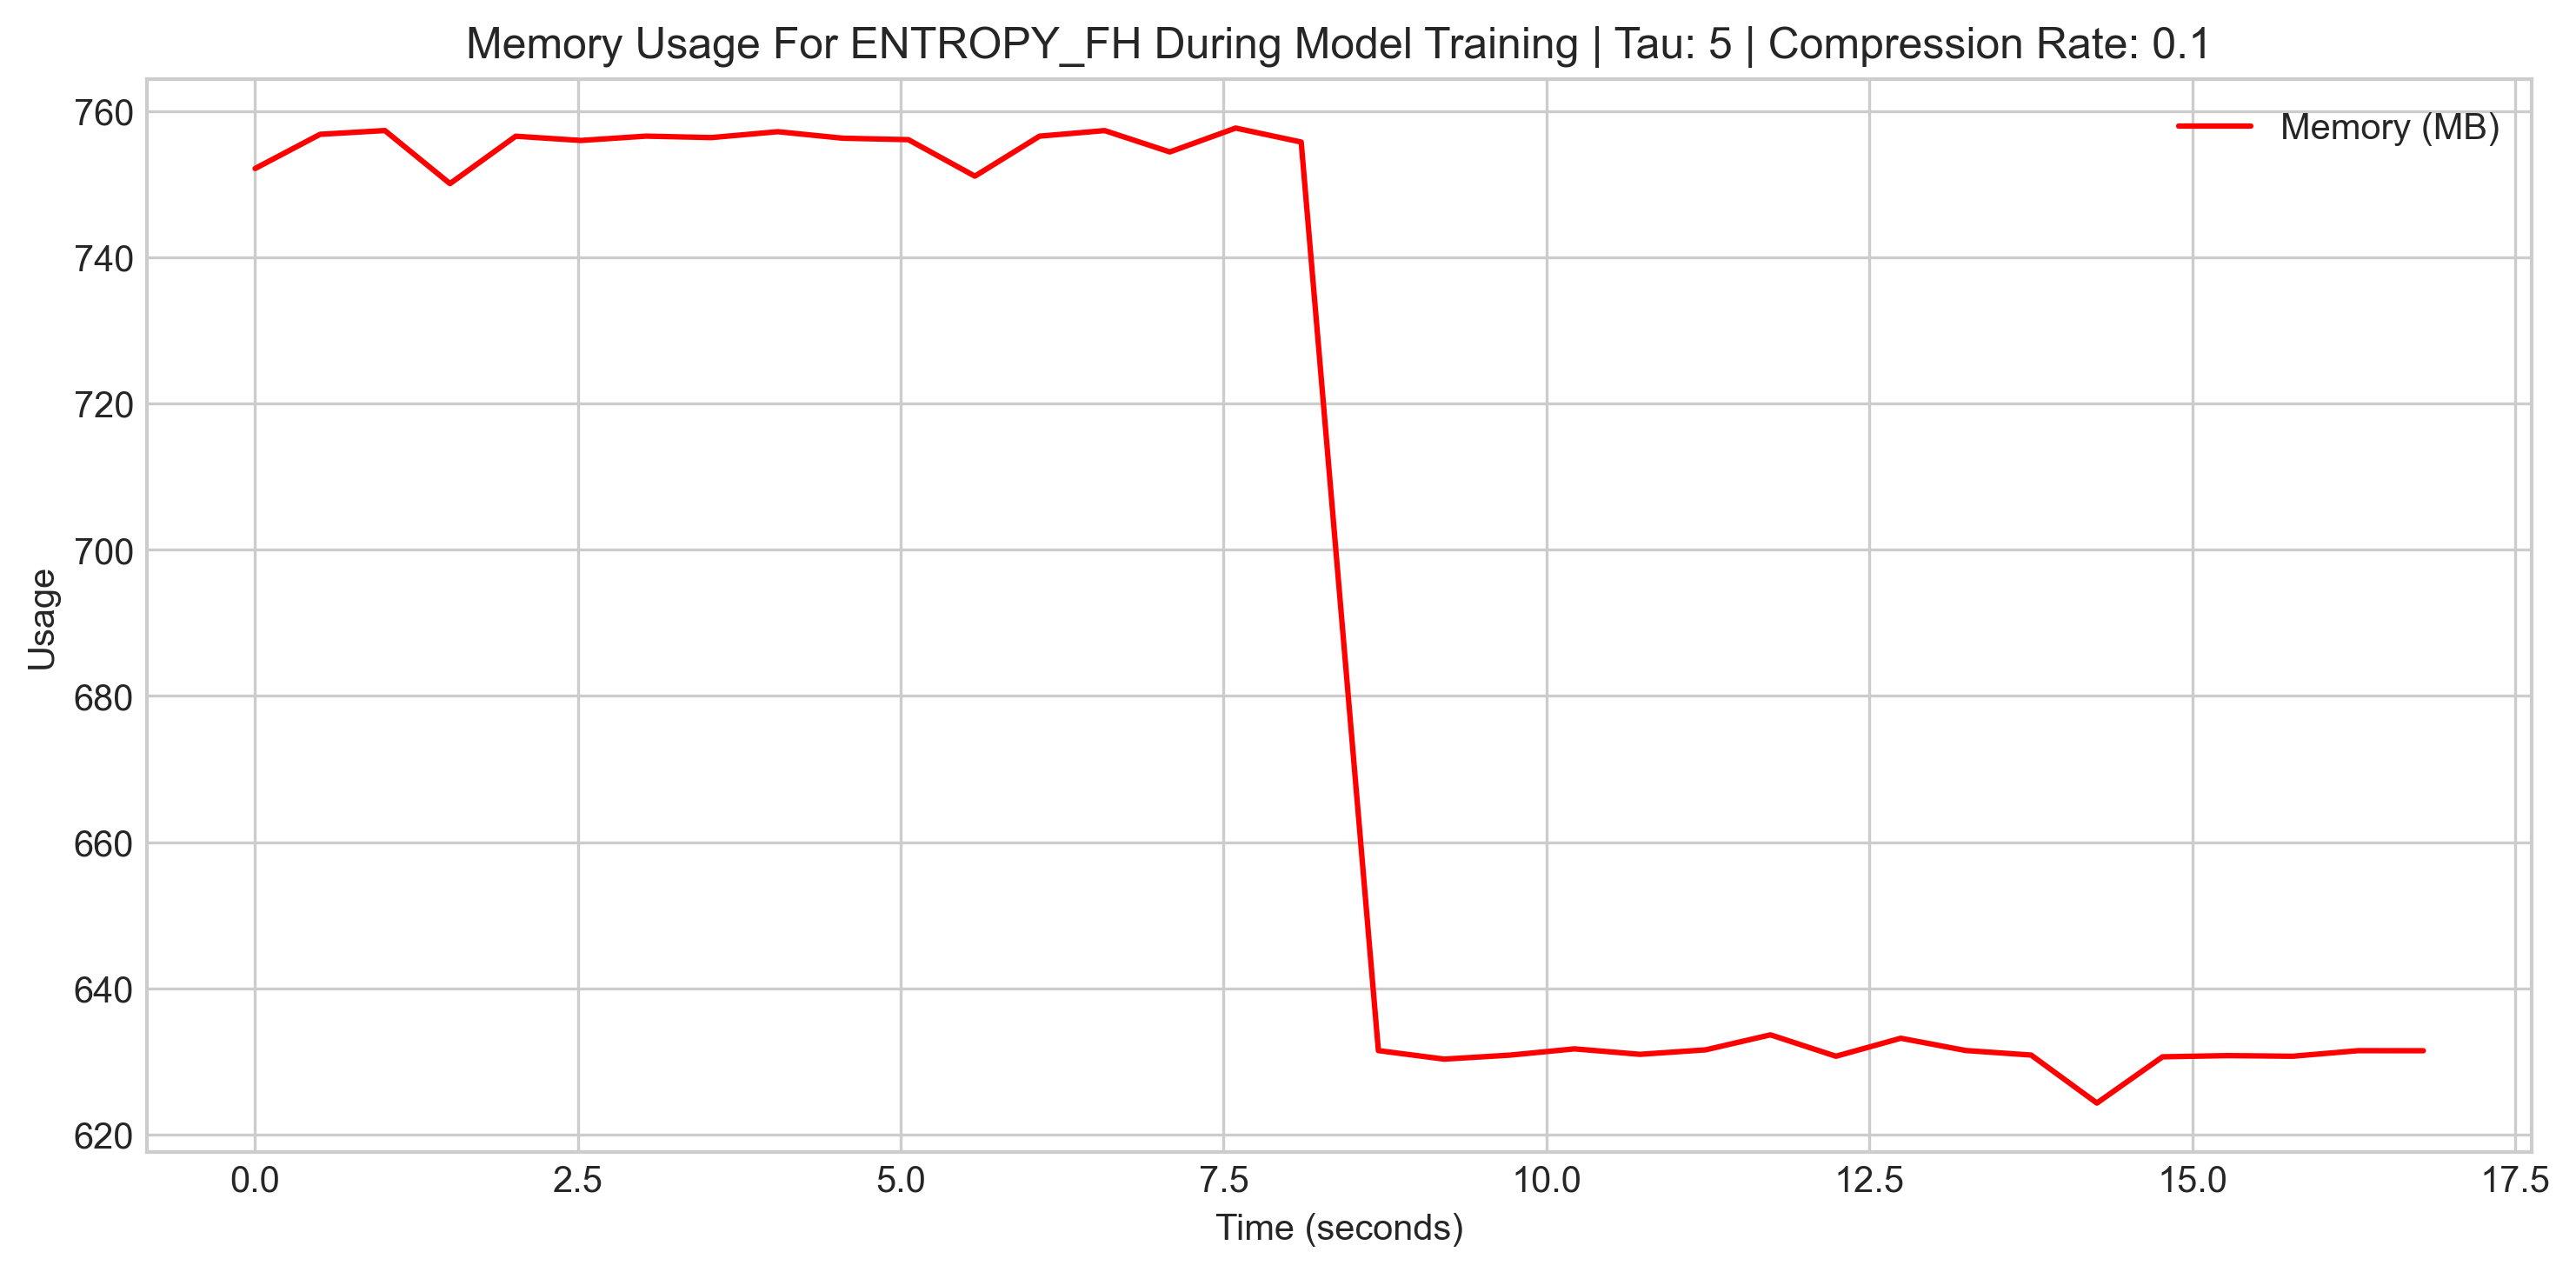 Memory Usage For ENTROPY_FH During Model Training | Tau: 5 | Compression Rate: 0.1
760
740
720
700
680
660
640
620
Usage
Memory (MB)
0.0 2.5 5.0 7.5 10.0 12.5 15.0 17.5
Time (seconds)